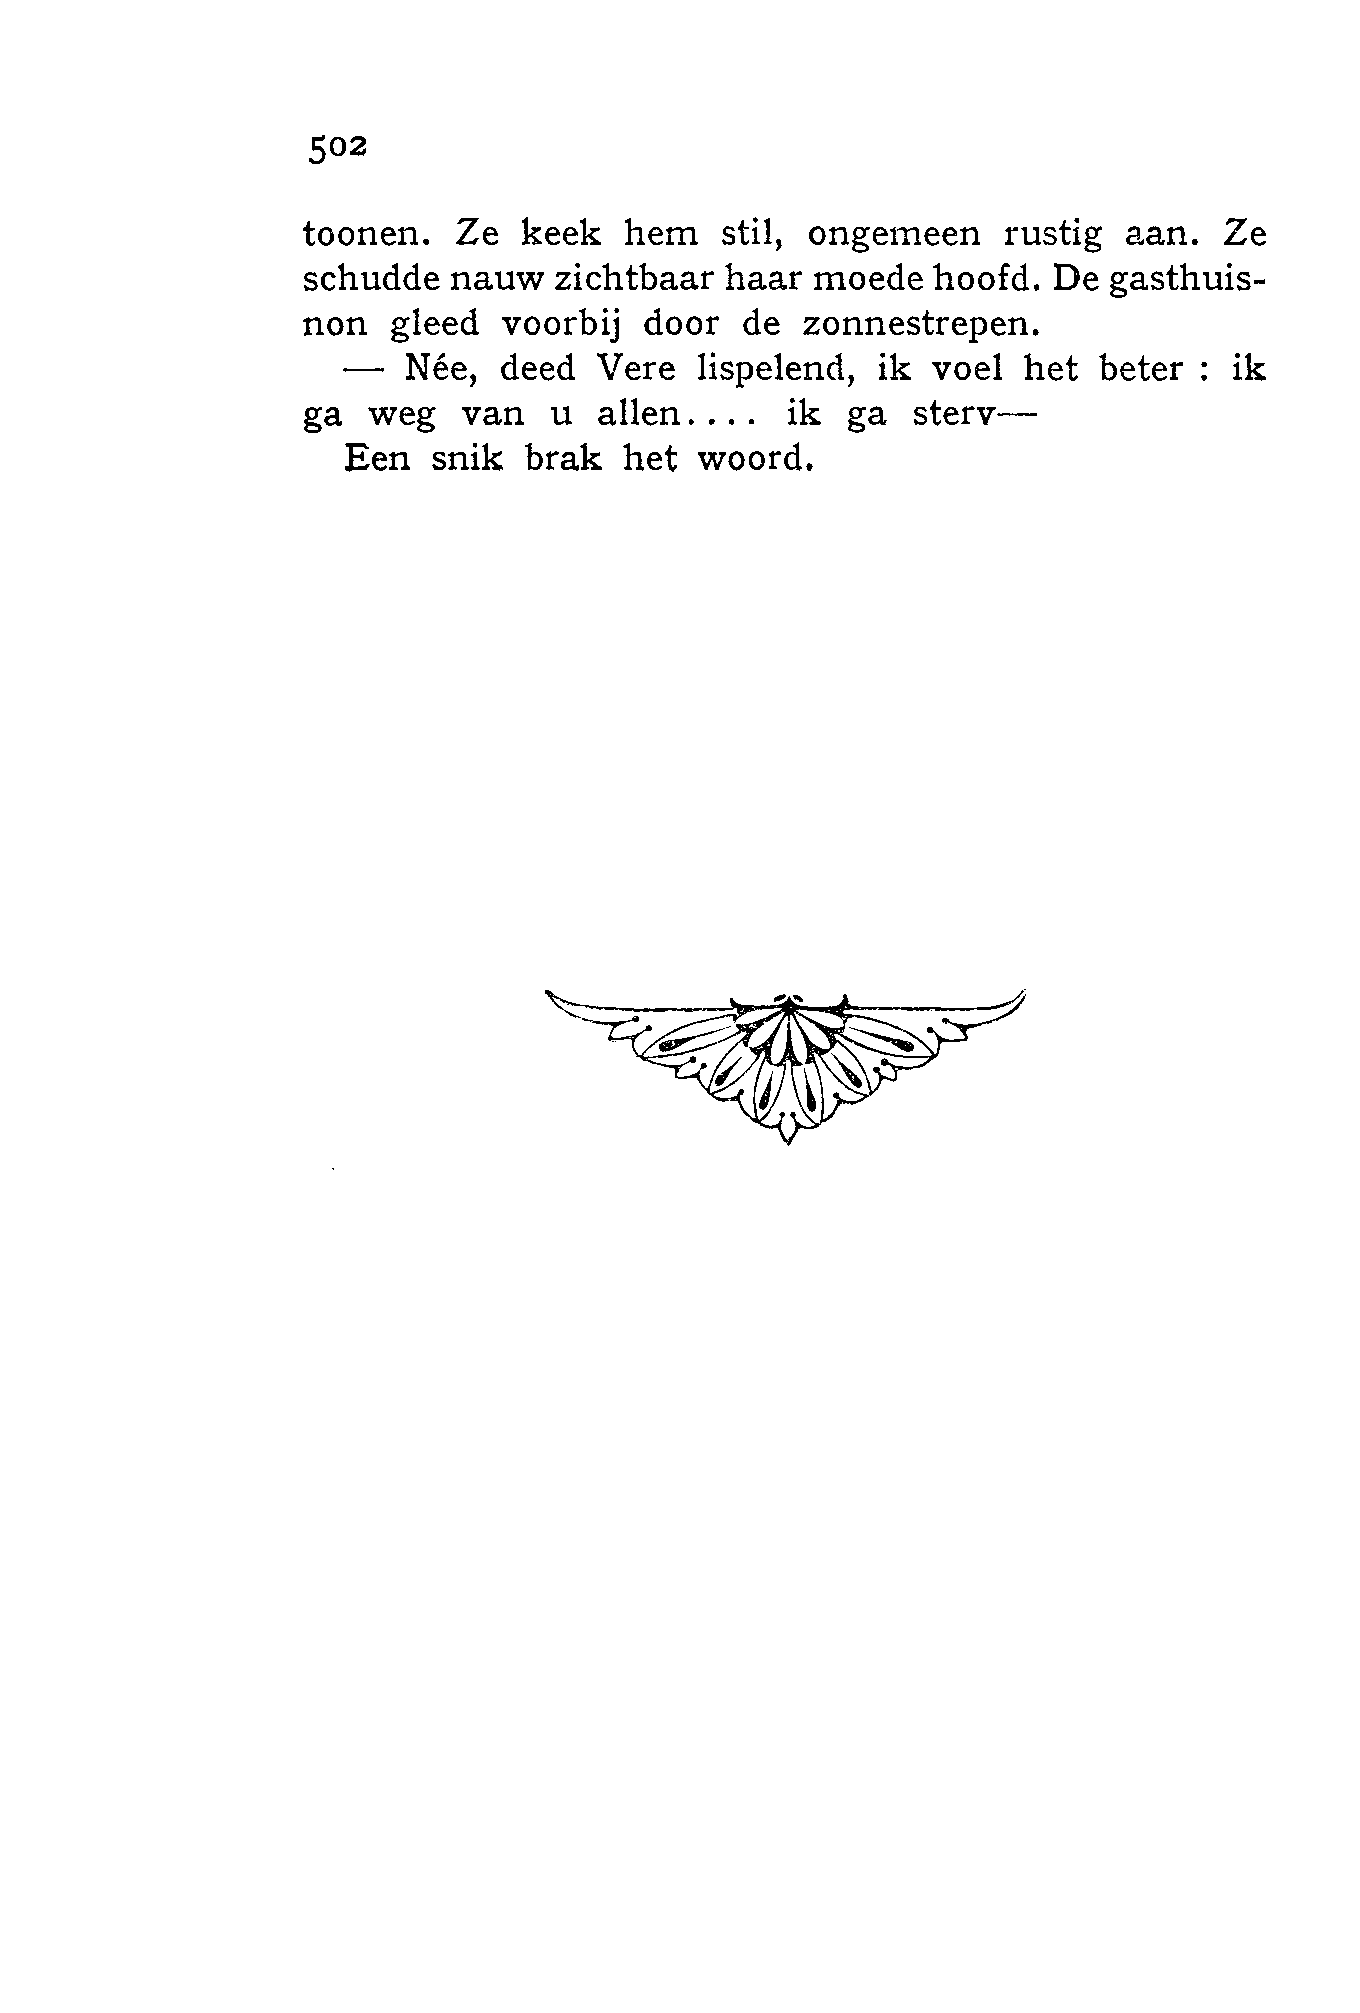 502
toonen. Ze keek hem stil, ongemeen rustig aan. Ze
schudde nauw zichtbaar haar moede hoofd. De gasthuis-
non gleed voorbij door de zonnestrepen.
— Née, deed Vere lispelend, ik voel het beter : ik
ga weg van u allen.... ik ga sterv—
Een snik brak het woord.